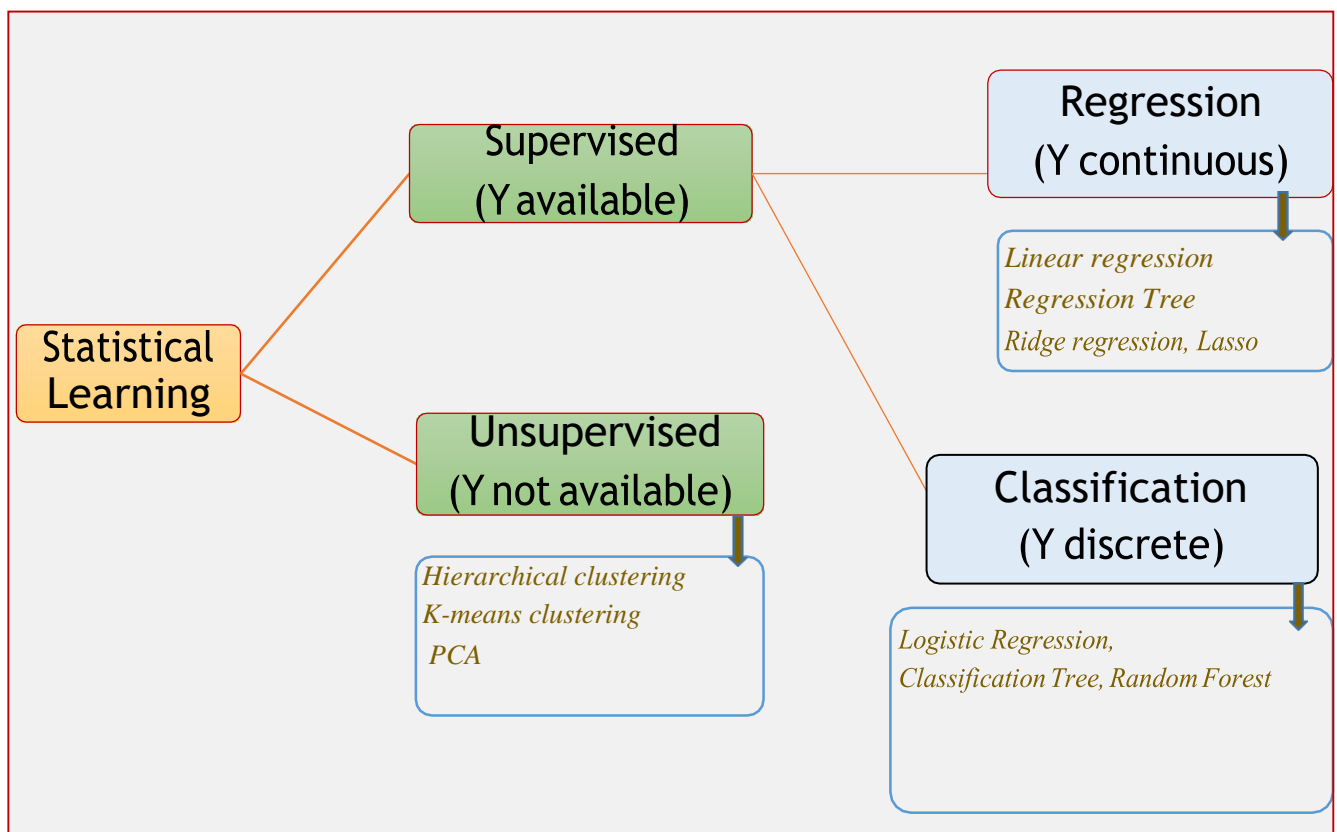 Statistical
Learning
Supervised
(Y available)
Unsupervised
(Y not available)
Hierarchical clustering
K-means clustering
PCA
Regression
(Y continuous)
Linear regression
Regression Tree
Ridge regression, Lasso
Classification
(Y discrete)
Logistic Regression,
Classification Tree, Random Forest